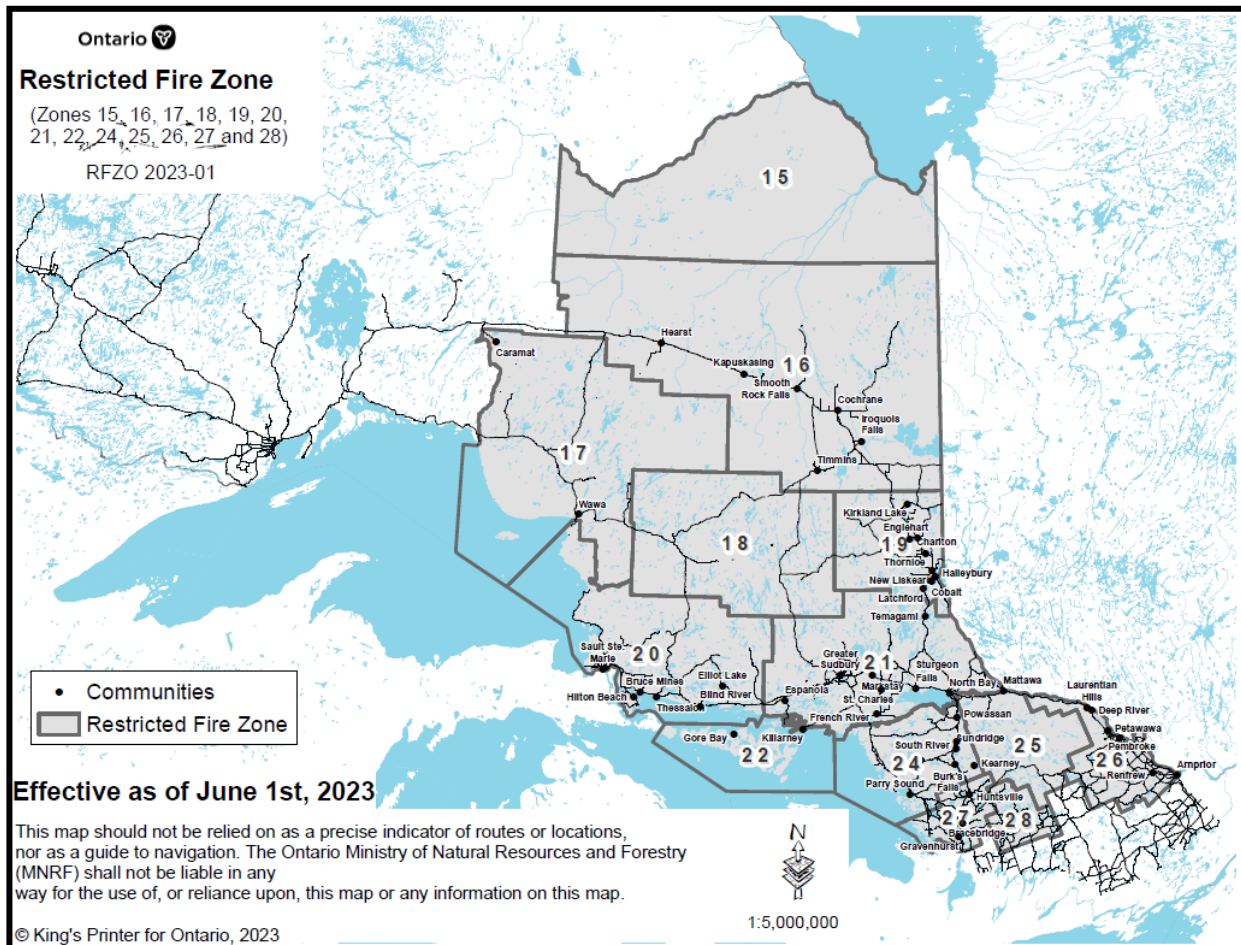 Ontario
Restricted Fire Zone
(Zones 15, 16, 17, 18, 19, 20,
21, 22, 24, 25, 26, 27 and 28)
RFZO 2023-01
15
Hearst
Caramat
Kapuskasing
16
Smooth
Rock Falls
Cochrane
Iroquois
Falls
17
Timmins
Wawa
Kirkland Lake
18
Englehart
19
Charlton
Thornloe
Haileybury
New Liskeard
Cobalt
Latchford
Temagami
Sault Ste.
Marie
20
Greater
Sudbury
21
Sturgeon
Falls
Elliot Lake
Bruce Mines
Markstay
North Bay
Mattawa
Hilton Beach
Blind River
Espanola
St. Charles
Laurentian
Hills
Thessalon
Deep River
French River
Powassan
Petawawa
Gore Bay
Killarney
Sundridge
Pembroke
22
South River
25
24
Kearney
26
Arnprior
Renfrew
Burk's
Falls
Parry Sound
Huntsville
27
28
Bracebridge
Gravenhurst
Communities
Restricted Fire Zone
Effective as of June 1st, 2023
This map should not be relied on as a precise indicator of routes or locations,
nor as a guide to navigation. The Ontario Ministry of Natural Resources and Forestry
(MNRF) shall not be liable in any
way for the use of, or reliance upon, this map or any information on this map.
N
1:5,000,000
© King's Printer for Ontario, 2023